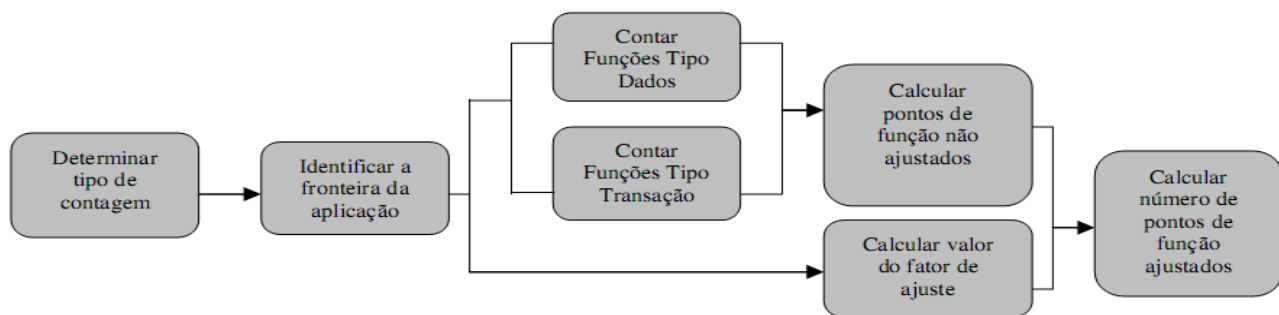 Determinar
tipo de
contagem
Identificar a
fronteira da
aplicação
Contar
Funções Tipo
Dados
Contar
Funções Tipo
Transação
Calcular
pontos de
função não
ajustados
Calcular valor
do fator de
ajuste
Calcular
número de
pontos de
função
ajustados